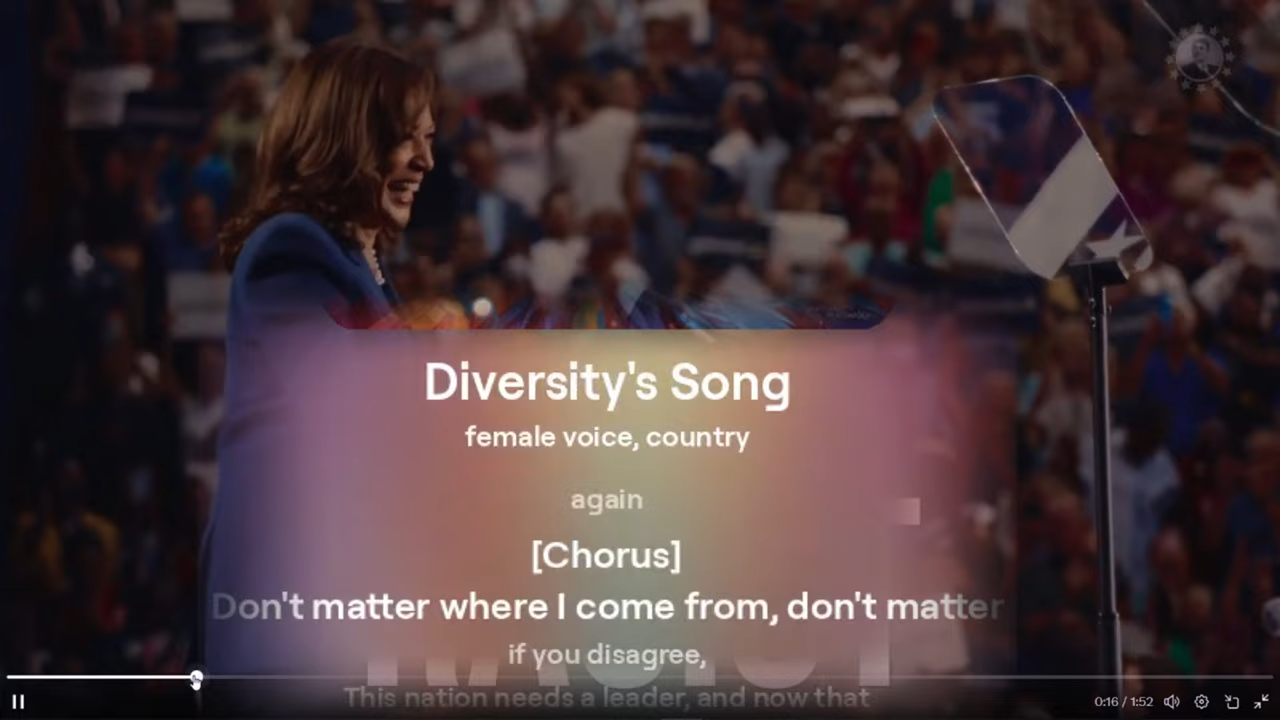 Diversity's Song
female voice, country
again
[Chorus]
Don't matter where I come from, don't matter
if you disagree,
This nation needs a leader, and now that
0:16 / 1:52